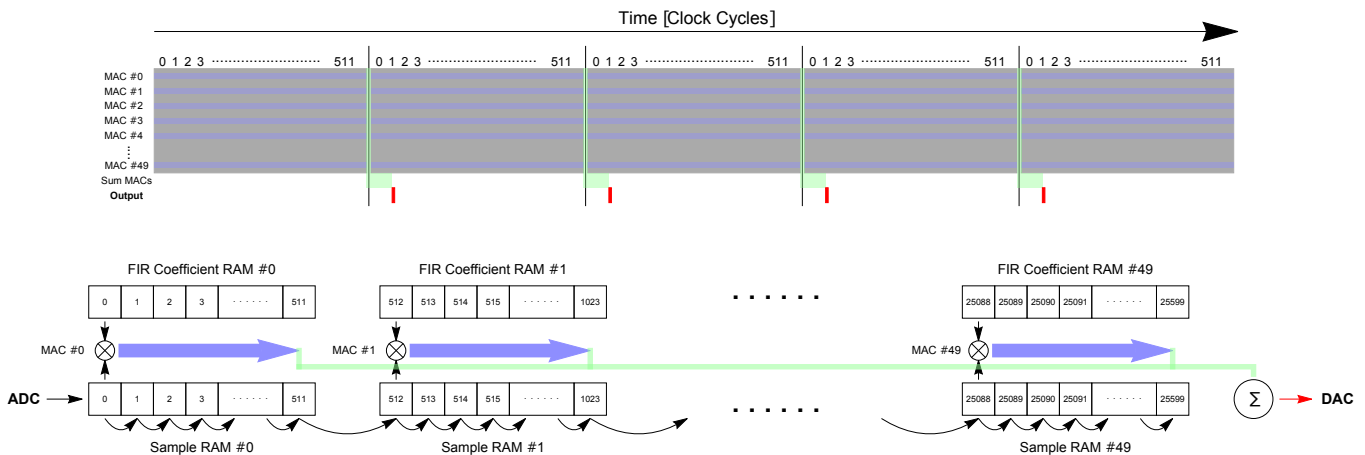 Time [Clock Cycles]
0 1 2 3 ........................... 511 0 1 2 3 ........................... 511 0 1 2 3 ........................... 511 0 1 2 3 ........................... 511 0 1 2 3 ........................... 511
MAC #0
MAC #1
MAC #2
MAC #3
MAC #4
MAC #49
Sum MACs
Output
FIR Coefficient RAM #0 FIR Coefficient RAM #1 FIR Coefficient RAM #49
0 1 2 3 ...... 511 512 513 514 515 ...... 1023 ...... 25088 25089 25090 25091 ...... 25599
MAC #0 MAC #1 MAC #49
ADC 0 1 2 3 ...... 511 512 513 514 515 ...... 1023 ...... 25088 25089 25090 25091 ...... 25599 Σ DAC
Sample RAM #0 Sample RAM #1 Sample RAM #49